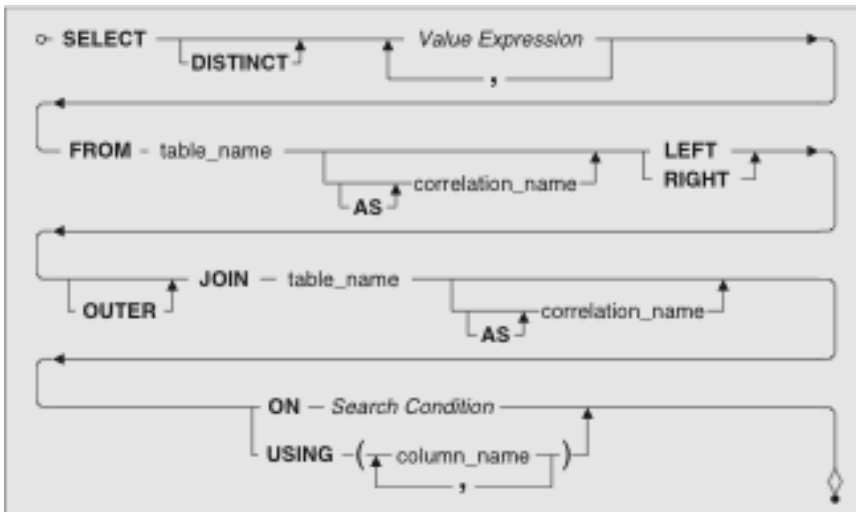 SELECT Value Expression
DISTINCT ,
FROM table_name LEFT
correlation_name RIGHT
AS
JOIN table_name
OUTER correlation_name
AS
ON Search Condition
USING ( column_name )
,